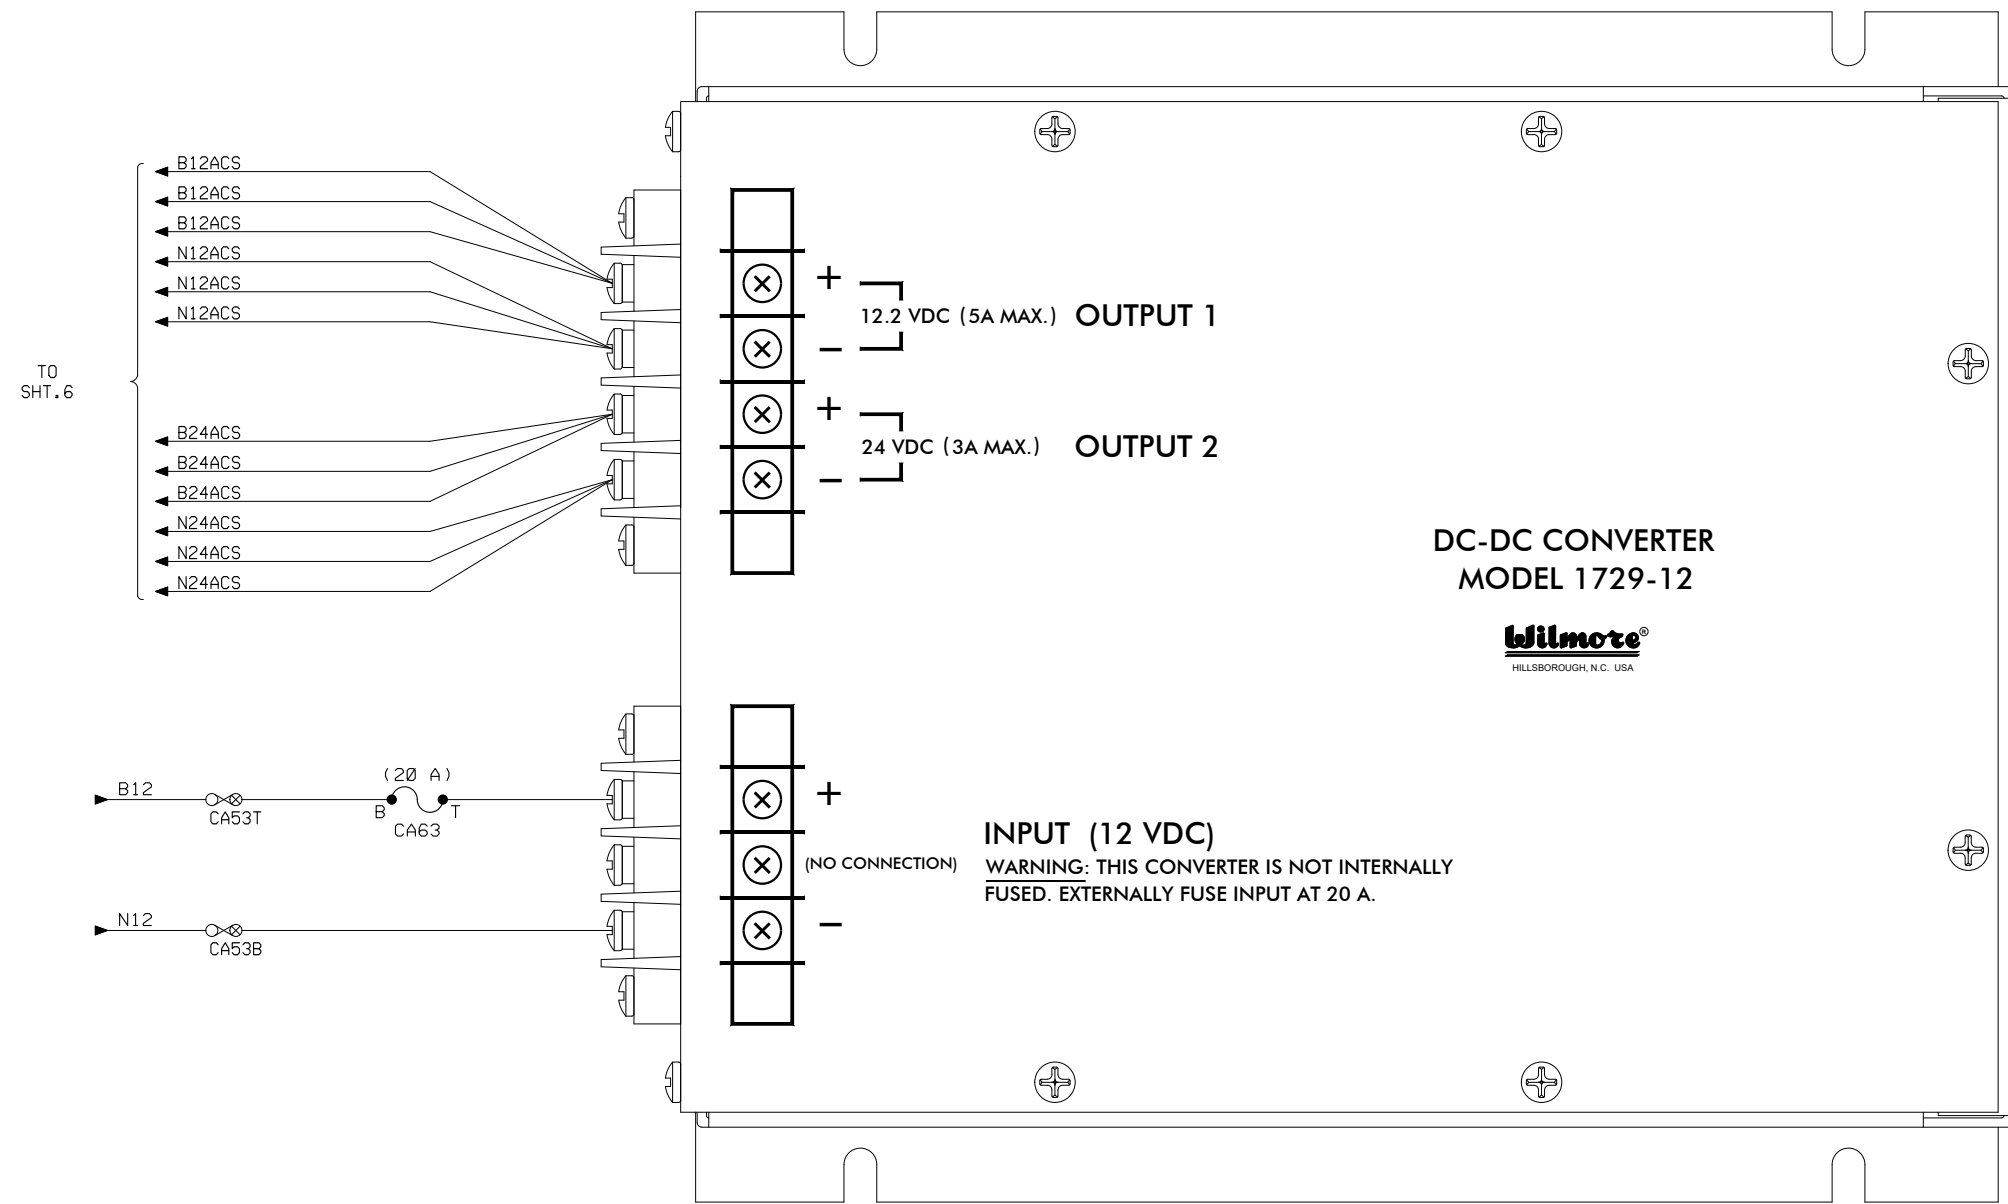 B12ACS
B12ACS
B12ACS
N12ACS
N12ACS
N12ACS
TO
SHT.6
B24ACS
B24ACS
B24ACS
N24ACS
N24ACS
N24ACS
+
12.2 VDC (5A MAX.) OUTPUT 1
−
+
24 VDC (3A MAX.) OUTPUT 2
−
DC-DC CONVERTER
MODEL 1729-12
Wilmore®
HILLSBOROUGH, N.C. USA
B12
CA53T
(20 A)
B T
CA63
+
(NO CONNECTION)
−
INPUT (12 VDC)
WARNING: THIS CONVERTER IS NOT INTERNALLY
FUSED. EXTERNALLY FUSE INPUT AT 20 A.
N12
CA53B